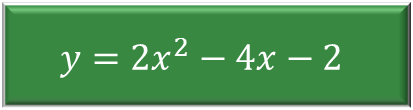 y = 2x² − 4x − 2